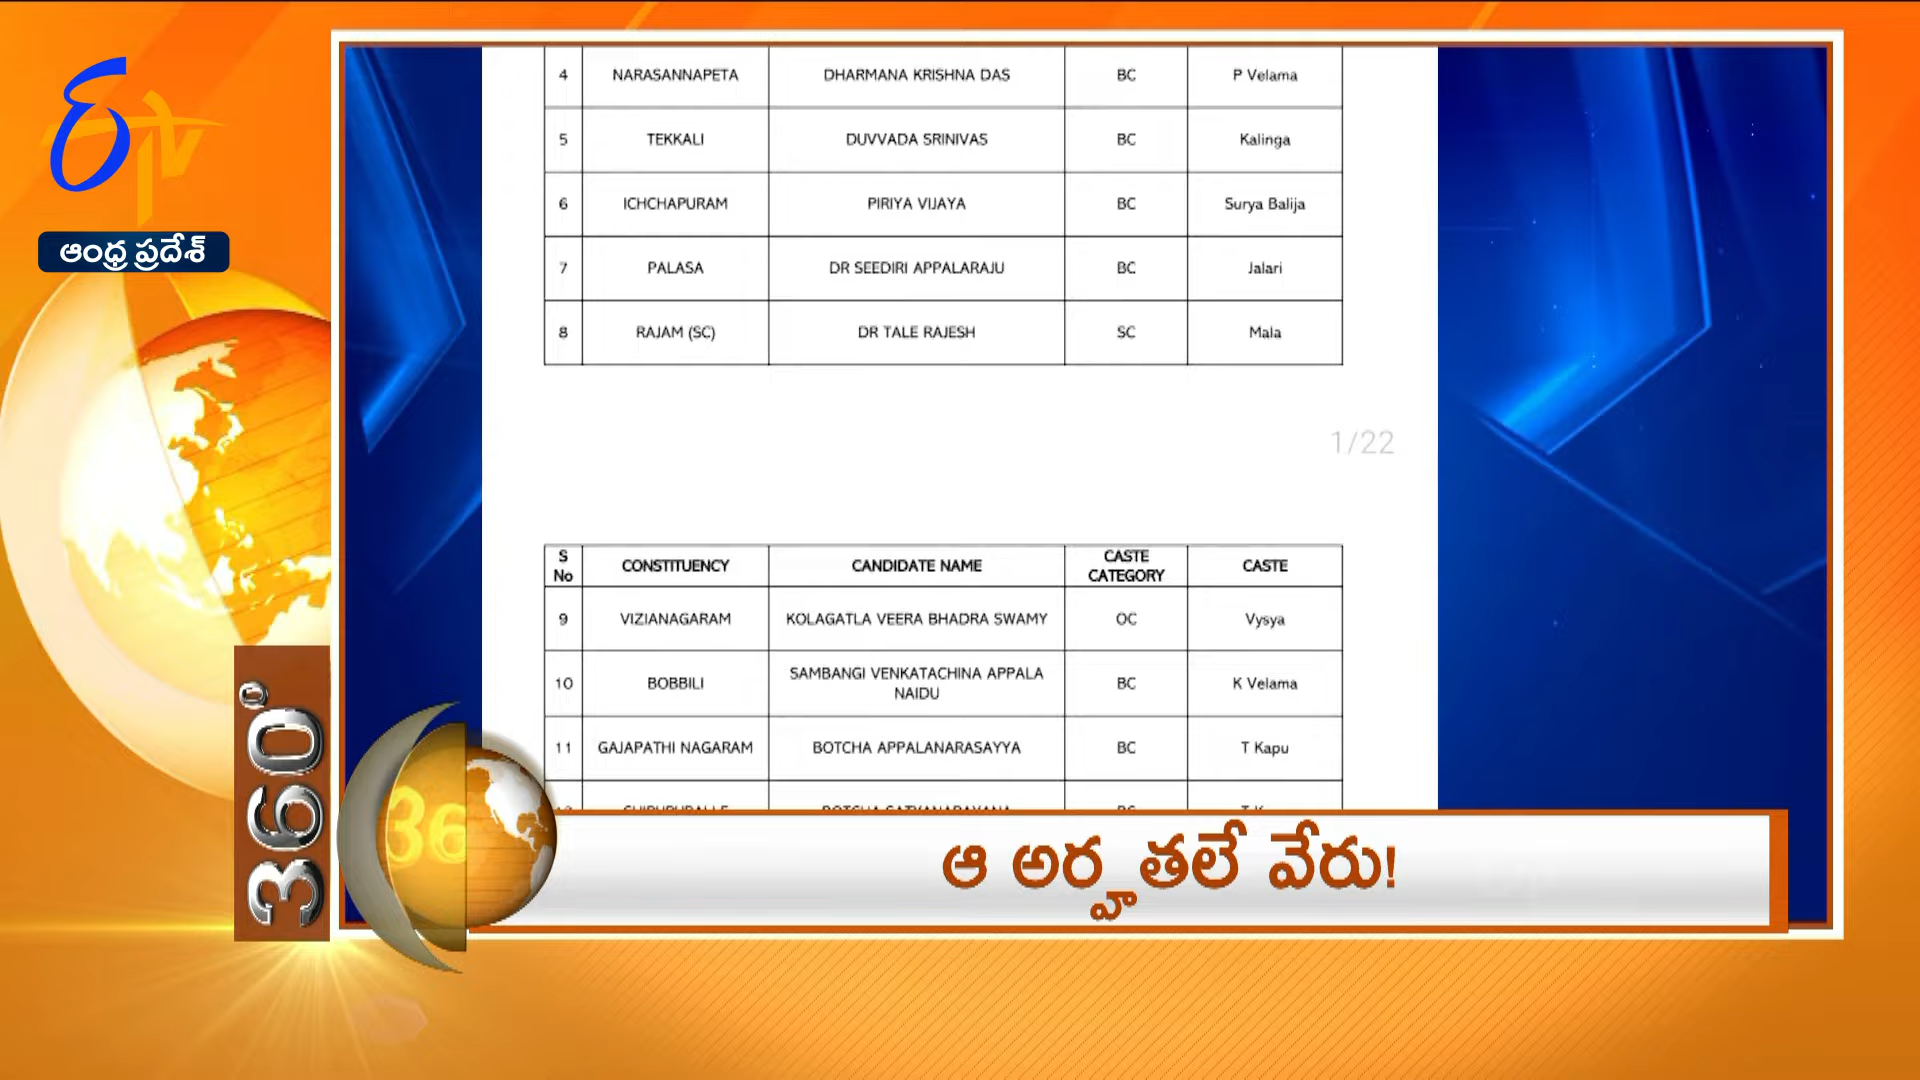 ETV
ఆంధ్ర ప్రదేశ్
4 NARASANNAPETA DHARMANA KRISHNA DAS BC P Velama
5 TEKKALI DUVVADA SRINIVAS BC Kalinga
6 ICHCHAPURAM PIRIYA VIJAYA BC Surya Balija
7 PALASA DR SEEDIRI APPALARAJU BC Jalari
8 RAJAM (SC) DR TALE RAJESH SC Mala
1/22
S No CONSTITUENCY CANDIDATE NAME CASTE CATEGORY CASTE
9 VIZIANAGARAM KOLAGATLA VEERA BHADRA SWAMY OC Vysya
10 BOBBILI SAMBANGI VENKATACHINA APPALA NAIDU BC K Velama
11 GAJAPATHI NAGARAM BOTCHA APPALANARASAYYA BC T Kapu
360°
36
ఆ అర్హతలే వేరు!